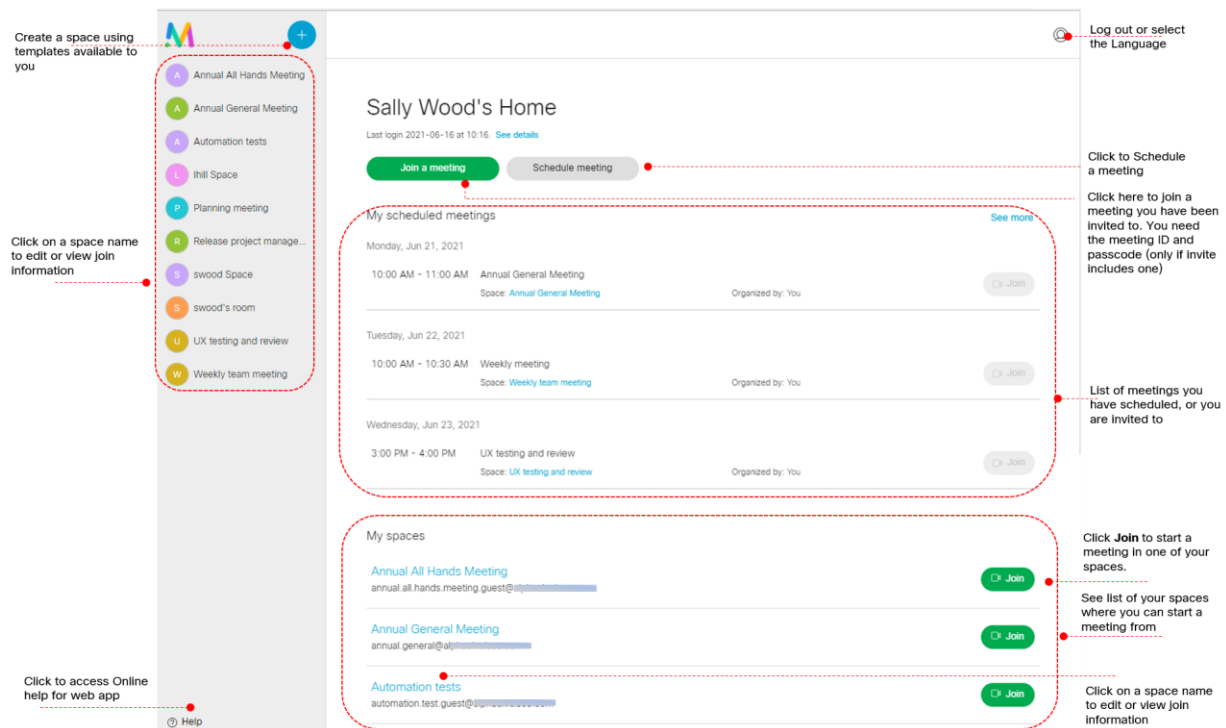 Create a space using
templates available to
you
Log out or select
the Language
A Annual All Hands Meeting
A Annual General Meeting
A Automation tests
L lhill Space
P Planning meeting
R Release project manage...
S swood Space
S swood's room
U UX testing and review
W Weekly team meeting
Click on a space name
to edit or view join
information
Click to access Online
help for web app
Help
Sally Wood's Home
Last login 2021-06-16 at 10:16. See details
Join a meeting Schedule meeting
Click to Schedule
a meeting
Click here to join a
meeting you have been
invited to. You need
the meeting ID and
passcode (only if invite
includes one)
My scheduled meetings See more
Monday, Jun 21, 2021
10:00 AM - 11:00 AM Annual General Meeting
Space: Annual General Meeting Organized by: You
Join
Tuesday, Jun 22, 2021
10:00 AM - 10:30 AM Weekly meeting
Space: Weekly team meeting Organized by: You
Join
Wednesday, Jun 23, 2021
3:00 PM - 4:00 PM UX testing and review
Space: UX testing and review Organized by: You
Join
List of meetings you
have scheduled, or you
are invited to
My spaces
Annual All Hands Meeting
annual.all.hands.meeting.guest@
Join
Annual General Meeting
annual.general@
Join
Automation tests
automation.test.guest@
Join
Click Join to start a
meeting in one of your
spaces.
See list of your spaces
where you can start a
meeting from
Click on a space name
to edit or view join
information